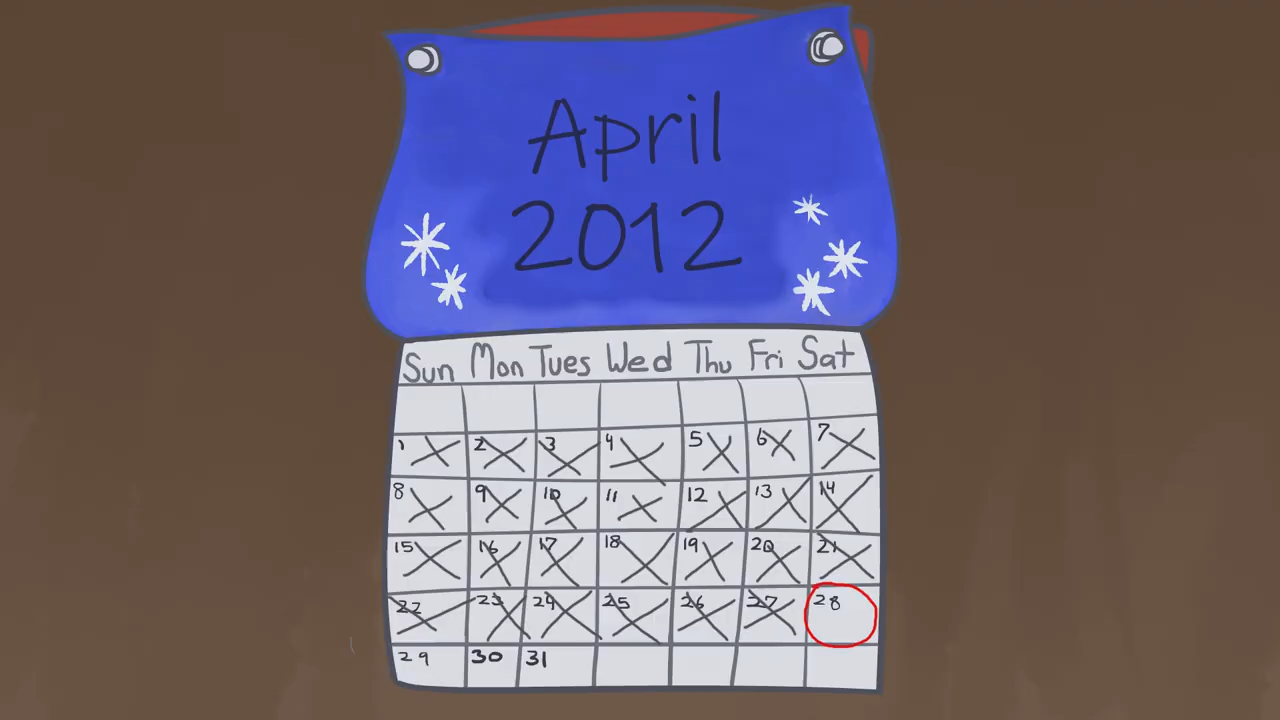 April
2012
Sun Mon Tues Wed Thu Fri Sat
1 2 3 4 5 6 7
8 9 10 11 12 13 14
15 16 17 18 19 20 21
22 23 24 25 26 27 28
29 30 31